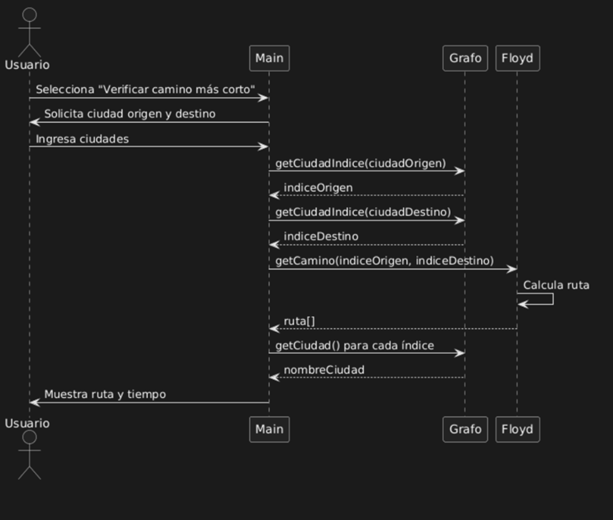 Usuario
Main
Grafo
Floyd
Selecciona "Verificar camino más corto"
Solicita ciudad origen y destino
Ingresa ciudades
getCiudadIndice(ciudadOrigen)
indiceOrigen
getCiudadIndice(ciudadDestino)
indiceDestino
getCamino(indiceOrigen, indiceDestino)
Calcula ruta
ruta[]
getCiudad() para cada índice
nombreCiudad
Muestra ruta y tiempo
Usuario
Main
Grafo
Floyd